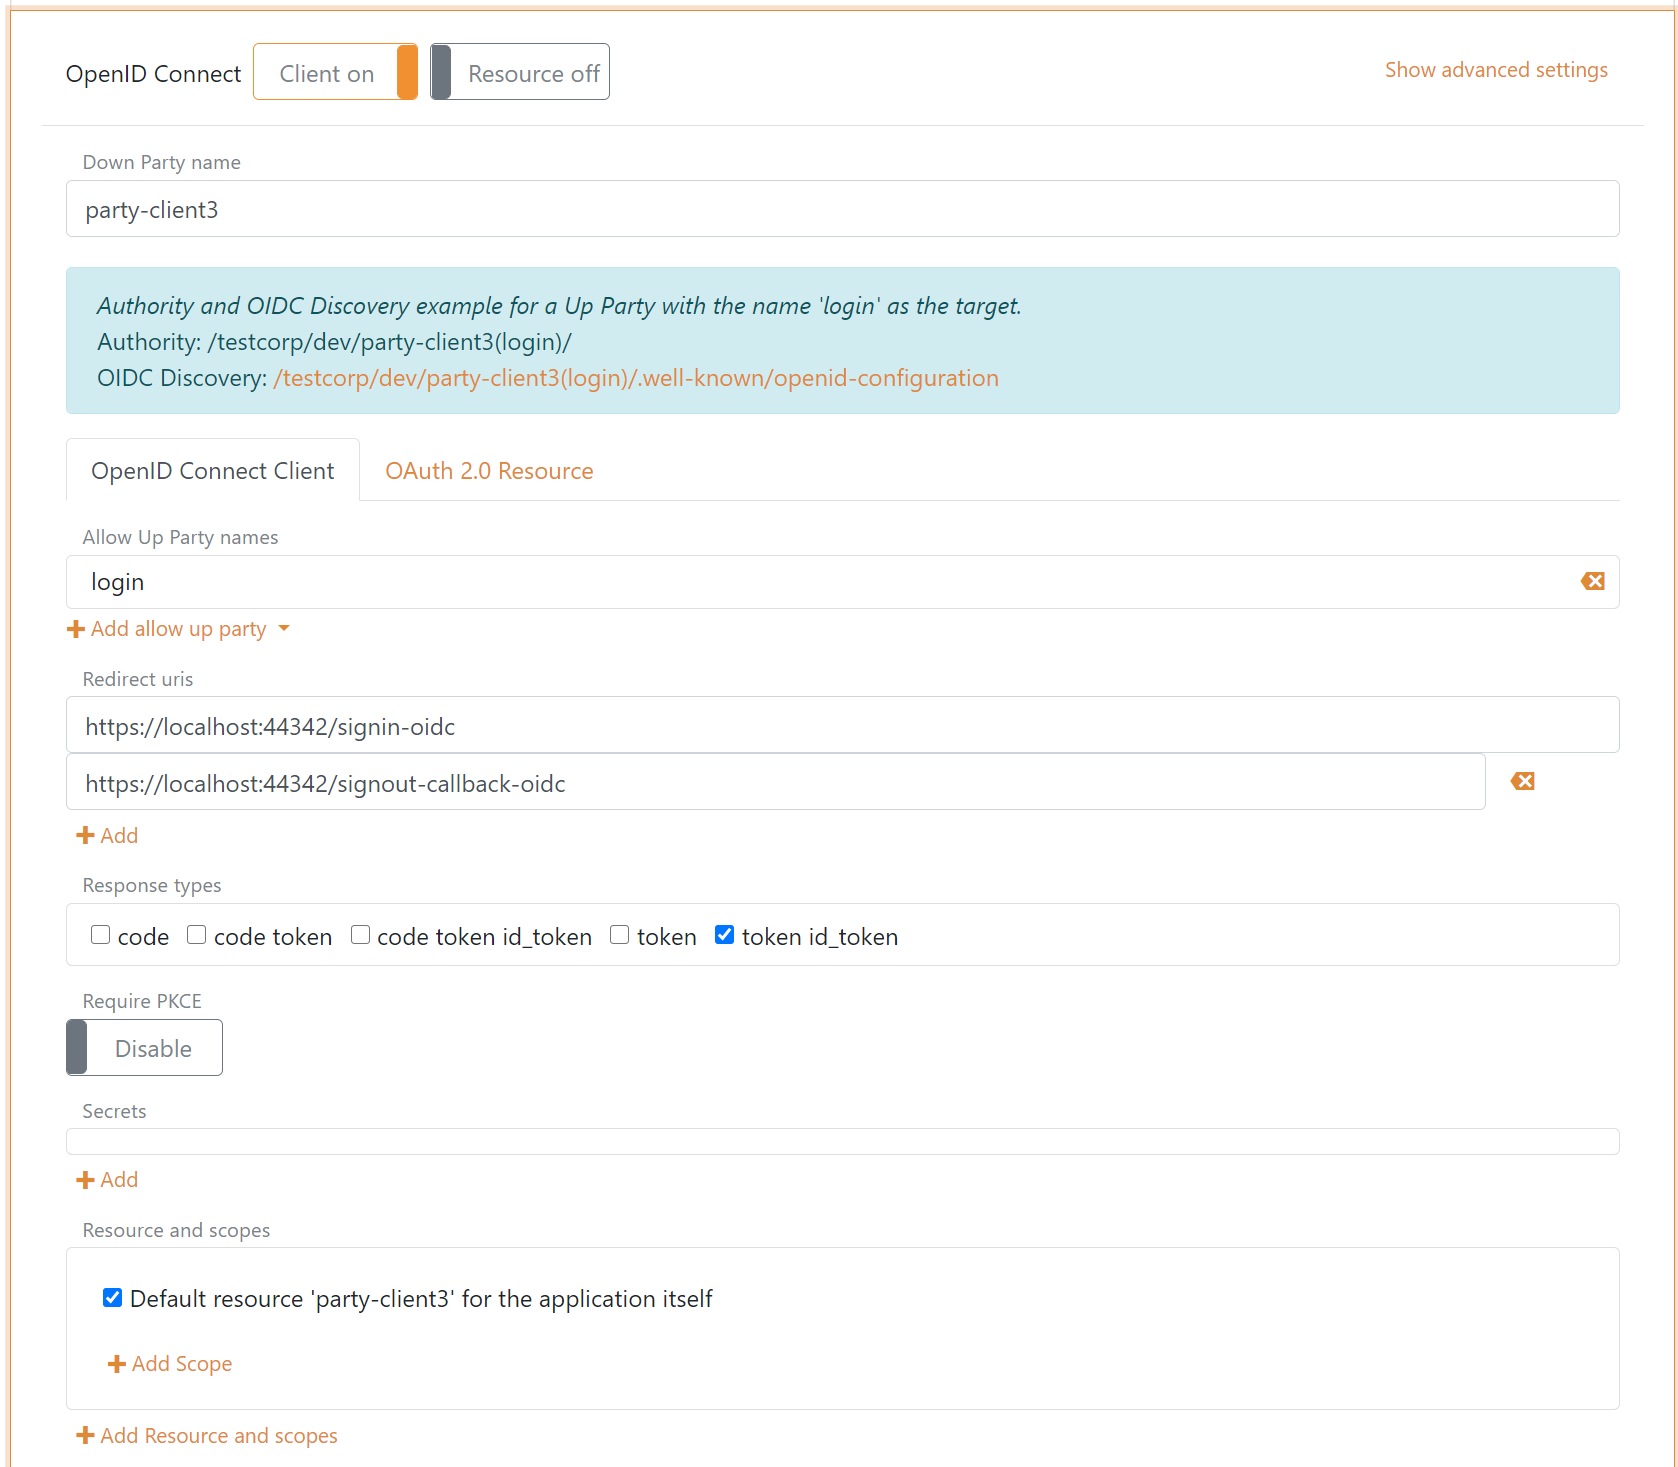 OpenID Connect Client on Resource off Show advanced settings
Down Party name
party-client3
Authority and OIDC Discovery example for a Up Party with the name 'login' as the target.
Authority: /testcorp/dev/party-client3(login)/
OIDC Discovery: /testcorp/dev/party-client3(login)/.well-known/openid-configuration
OpenID Connect Client OAuth 2.0 Resource
Allow Up Party names
login
Add allow up party
Redirect uris
https://localhost:44342/signin-oidc
https://localhost:44342/signout-callback-oidc
Add
Response types
code code token code token id_token token token id_token
Require PKCE
Disable
Secrets
Add
Resource and scopes
Default resource 'party-client3' for the application itself
Add Scope
Add Resource and scopes